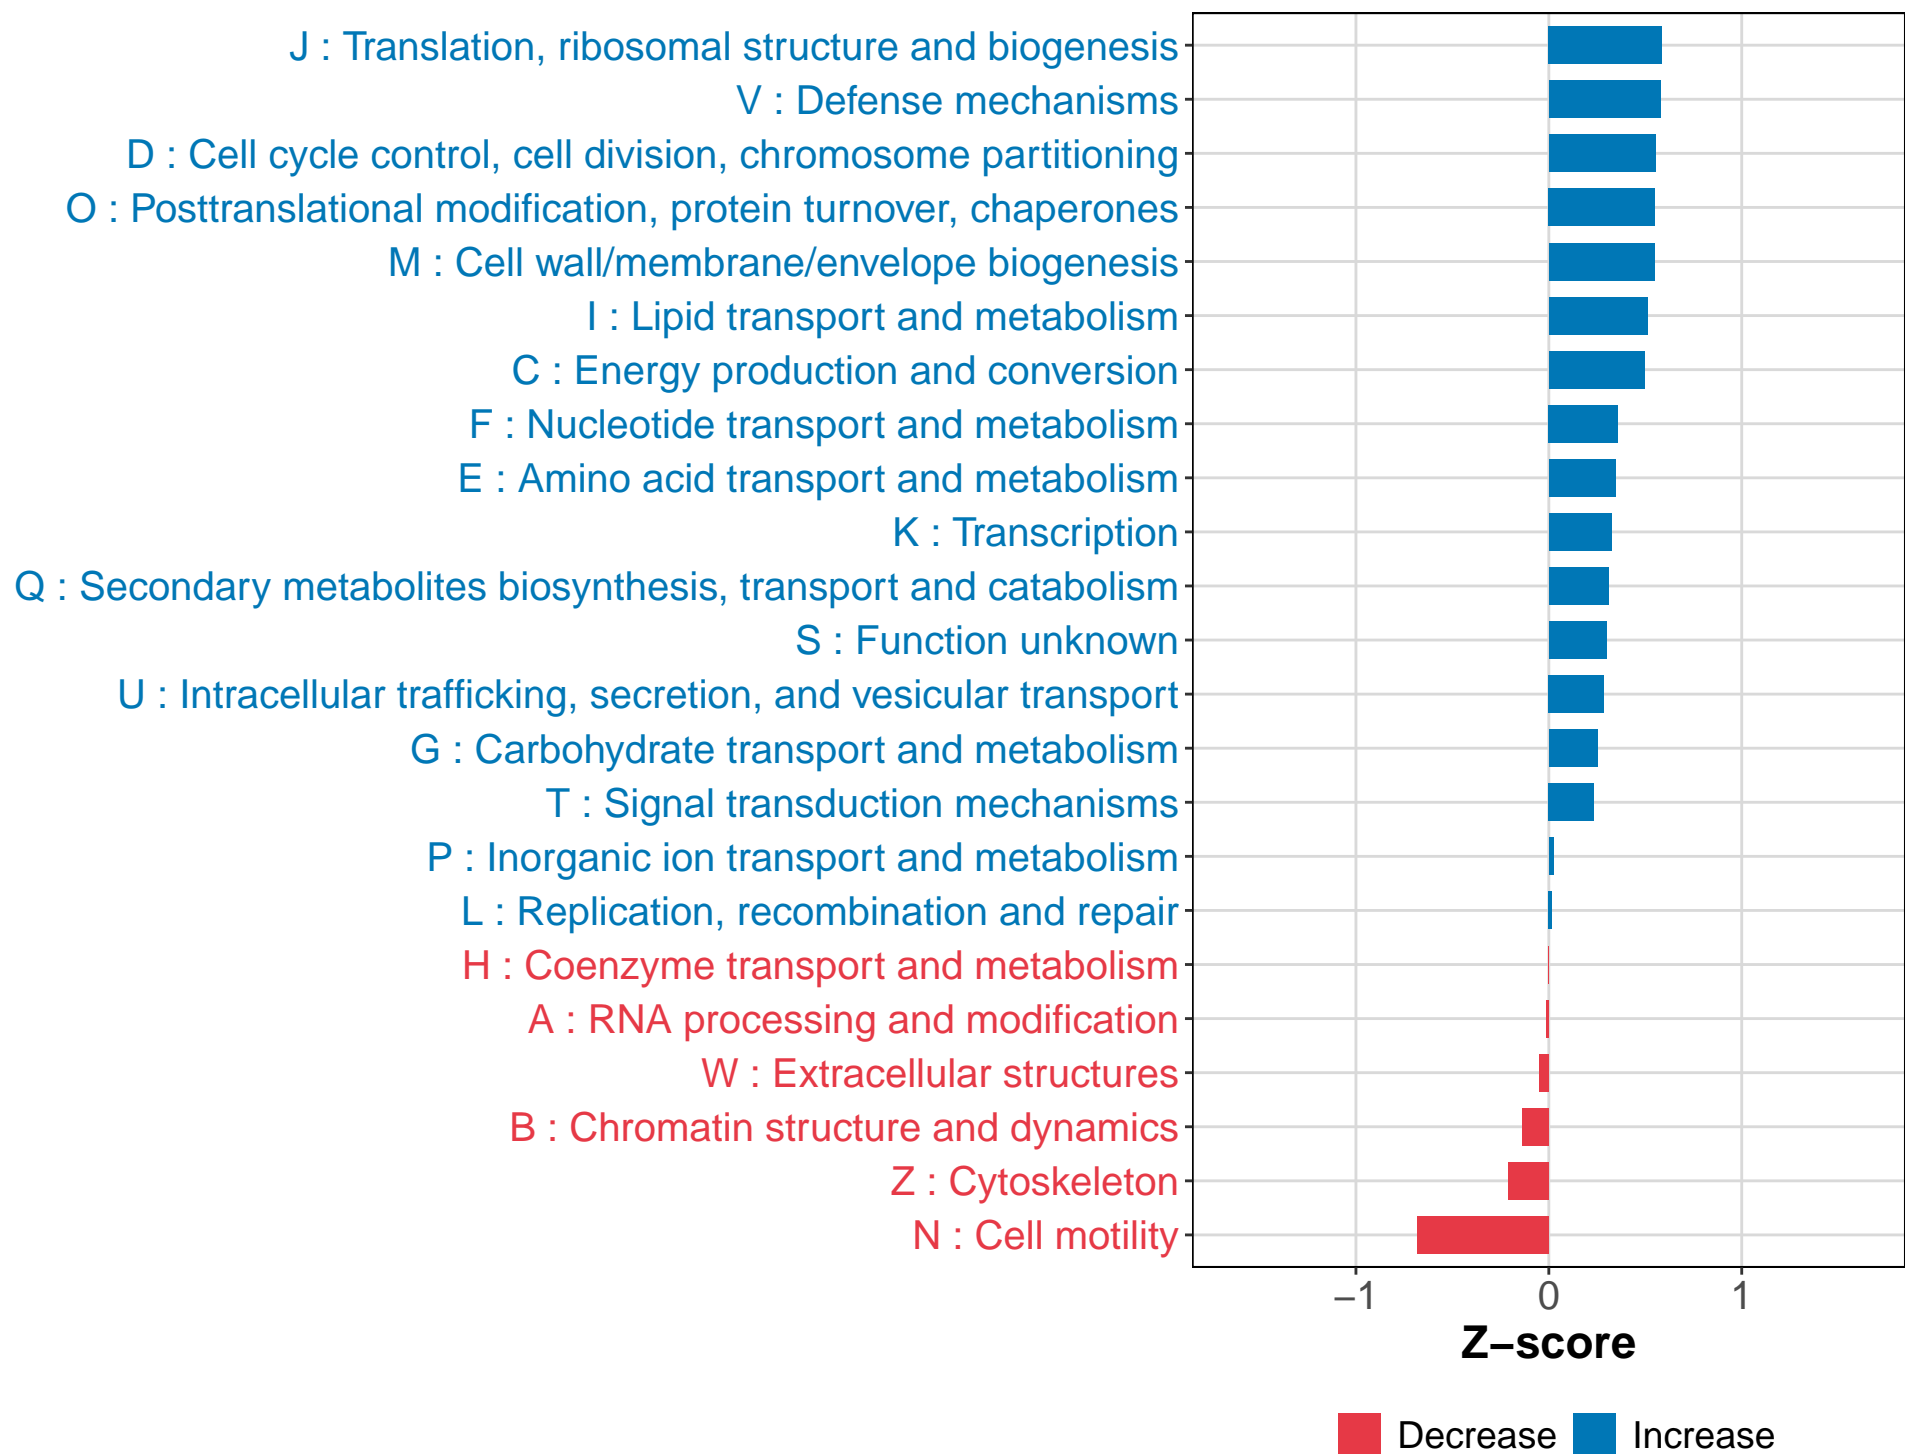 J : Translation, ribosomal structure and biogenesis
V : Defense mechanisms
D : Cell cycle control, cell division, chromosome partitioning
O : Posttranslational modification, protein turnover, chaperones
M : Cell wall/membrane/envelope biogenesis
I : Lipid transport and metabolism
C : Energy production and conversion
F : Nucleotide transport and metabolism
E : Amino acid transport and metabolism
K : Transcription
Q : Secondary metabolites biosynthesis, transport and catabolism
S : Function unknown
U : Intracellular trafficking, secretion, and vesicular transport
G : Carbohydrate transport and metabolism
T : Signal transduction mechanisms
P : Inorganic ion transport and metabolism
L : Replication, recombination and repair
H : Coenzyme transport and metabolism
A : RNA processing and modification
W : Extracellular structures
B : Chromatin structure and dynamics
Z : Cytoskeleton
N : Cell motility
−1 0 1
Z−score
Decrease Increase